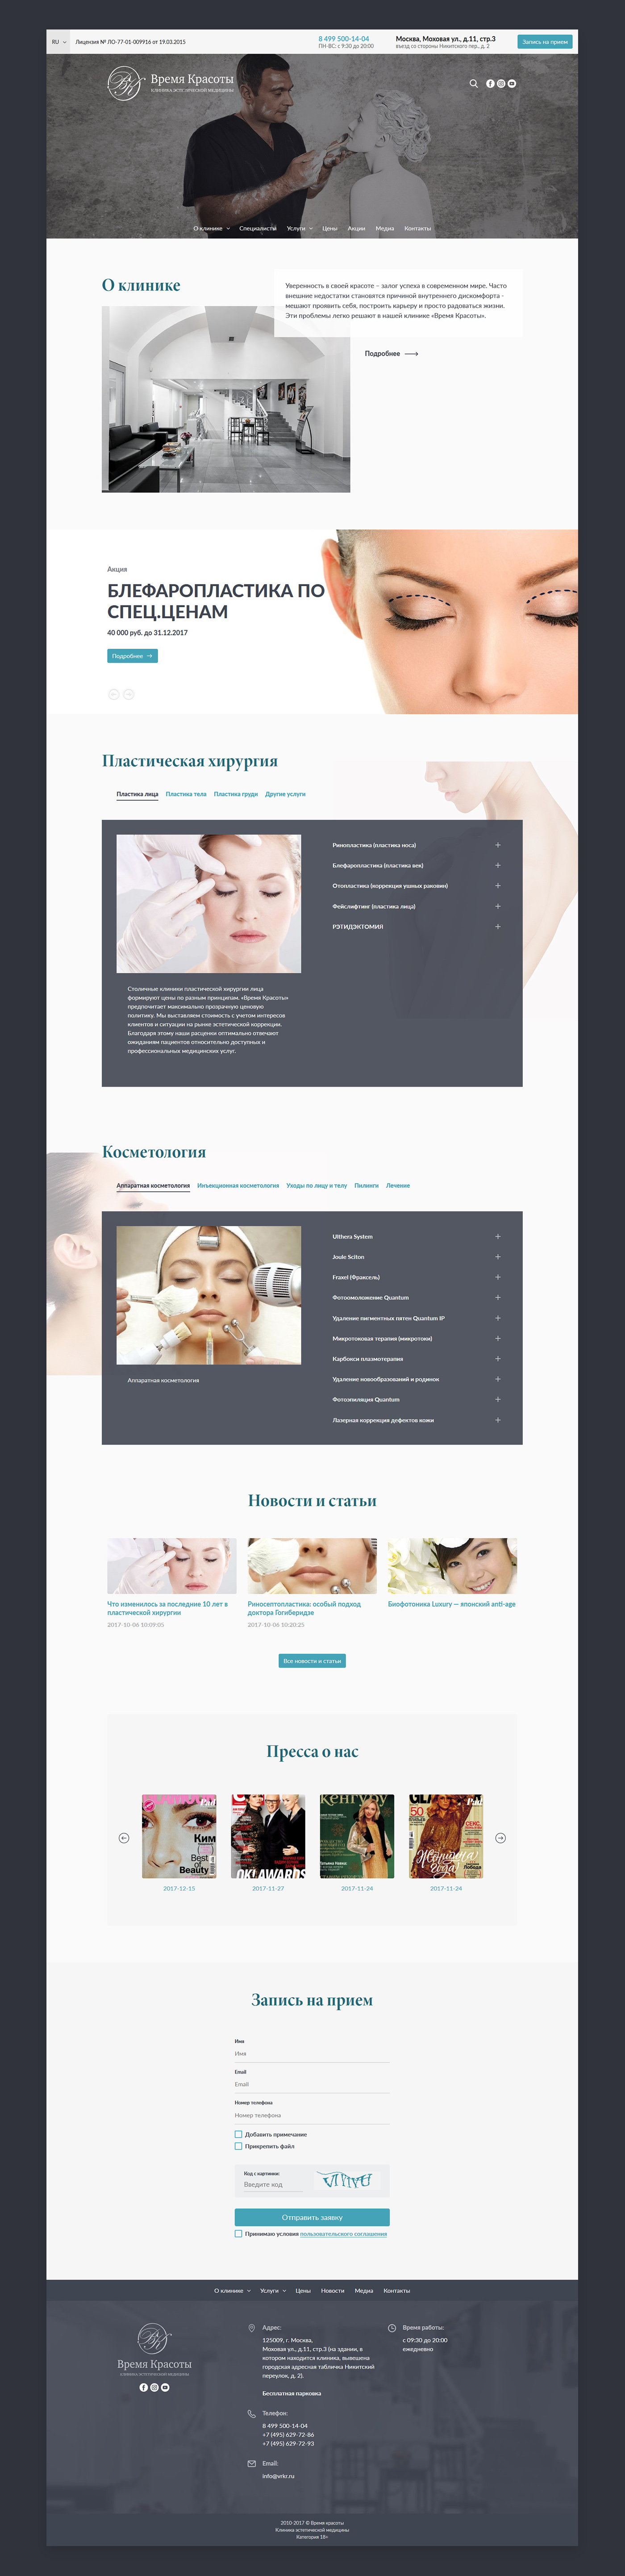 RU
Лицензия № ЛО-77-01-009916 от 19.03.2015
8 499 500-14-04
ПН-ВС: с 9:30 до 20:00
Москва, Моховая ул., д.11, стр.3
въезд со стороны Никитского пер., д. 2
Запись на прием
Время Красоты
КЛИНИКА ЭСТЕТИЧЕСКОЙ МЕДИЦИНЫ
О клинике Специалисты Услуги Цены Акции Медиа Контакты
О клинике
Уверенность в своей красоте – залог успеха в современном мире. Часто
внешние недостатки становятся причиной внутреннего дискомфорта -
мешают проявить себя, построить карьеру и просто радоваться жизни.
Эти проблемы легко решают в нашей клинике «Время Красоты».
Подробнее
Акция
БЛЕФАРОПЛАСТИКА ПО
СПЕЦ.ЦЕНАМ
40 000 руб. до 31.12.2017
Подробнее
Пластическая хирургия
Пластика лица Пластика тела Пластика груди Другие услуги
Ринопластика (пластика носа)
Блефаропластика (пластика век)
Отопластика (коррекция ушных раковин)
Фейслифтинг (пластика лица)
РЭТИДЭКТОМИЯ
Столичные клиники пластической хирургии лица
формируют цены по разным принципам. «Время Красоты»
предпочитает максимально прозрачную ценовую
политику. Мы выставляем стоимость с учетом интересов
клиентов и ситуации на рынке эстетической коррекции.
Благодаря этому наши расценки оптимально отвечают
ожиданиям пациентов относительно доступных и
профессиональных медицинских услуг.
Косметология
Аппаратная косметология Инъекционная косметология Уходы по лицу и телу Пилинги Лечение
Ulthera System
Joule Sciton
Fraxel (Фраксель)
Фотоомоложение Quantum
Удаление пигментных пятен Quantum IP
Микротоковая терапия (микротоки)
Карбокси плазмотерапия
Удаление новообразований и родинок
Фотоэпиляция Quantum
Лазерная коррекция дефектов кожи
Аппаратная косметология
Новости и статьи
Что изменилось за последние 10 лет в
пластической хирургии
2017-10-06 10:09:05
Риносептопластика: особый подход
доктора Гогиберидзе
2017-10-06 10:20:25
Биофотоника Luxury — японский anti-age
Все новости и статьи
Пресса о нас
Ким
Best
of
Beauty
OK! AWARDS
кенгуру
СЕКС,
Лобода
Женщина
года!
2017-12-15
2017-11-27
2017-11-24
2017-11-24
Запись на прием
Имя
Имя
Email
Email
Номер телефона
Номер телефона
Добавить примечание
Прикрепить файл
Код с картинки:
Введите код
Отправить заявку
Принимаю условия пользовательского соглашения
О клинике Услуги Цены Новости Медиа Контакты
Время Красоты
КЛИНИКА ЭСТЕТИЧЕСКОЙ МЕДИЦИНЫ
Адрес:
125009, г. Москва,
Моховая ул., д.11, стр.3 (на здании, в
котором находится клиника, вывешена
городская адресная табличка Никитский
переулок, д. 2).
Бесплатная парковка
Телефон:
8 499 500-14-04
+7 (495) 629-72-86
+7 (495) 629-72-93
Email:
info@vrkr.ru
Время работы:
с 09:30 до 20:00
ежедневно
2010-2017 © Время красоты
Клиника эстетической медицины
Категория 18+